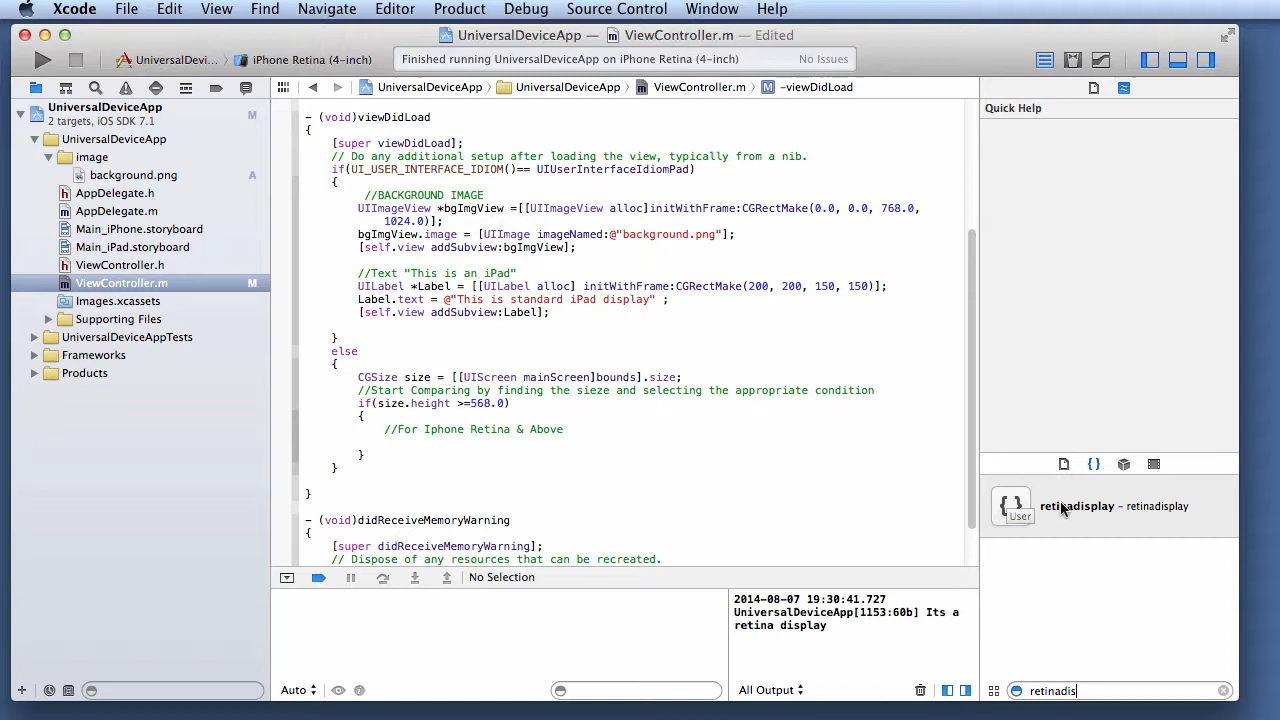 Xcode File Edit View Find Navigate Editor Product Debug Source Control Window Help
UniversalDeviceApp — ViewController.m — Edited
UniversalDevi... iPhone Retina (4-inch) Finished running UniversalDeviceApp on iPhone Retina (4-inch) No Issues
UniversalDeviceApp UniversalDeviceApp ViewController.m M -viewDidLoad
UniversalDeviceApp M
2 targets, iOS SDK 7.1
UniversalDeviceApp
image
background.png A
h AppDelegate.h
m AppDelegate.m
Main_iPhone.storyboard
Main_iPad.storyboard
h ViewController.h
m ViewController.m M
Images.xcassets
Supporting Files
UniversalDeviceAppTests
Frameworks
Products
- (void)viewDidLoad
{
[super viewDidLoad];
// Do any additional setup after loading the view, typically from a nib.
if(UI_USER_INTERFACE_IDIOM()== UIUserInterfaceIdiomPad)
{
//BACKGROUND IMAGE
UIImageView *bgImgView =[[UIImageView alloc]initWithFrame:CGRectMake(0.0, 0.0, 768.0,
1024.0)];
bgImgView.image = [UIImage imageNamed:@"background.png"];
[self.view addSubview:bgImgView];
//Text "This is an iPad"
UILabel *Label = [[UILabel alloc] initWithFrame:CGRectMake(200, 200, 150, 150)];
Label.text = @"This is standard iPad display" ;
[self.view addSubview:Label];
}
else
{
CGSize size = [[UIScreen mainScreen]bounds].size;
//Start Comparing by finding the sieze and selecting the appropriate condition
if(size.height >=568.0)
{
//For Iphone Retina & Above
}
}
}
- (void)didReceiveMemoryWarning
{
[super didReceiveMemoryWarning];
// Dispose of any resources that can be recreated.
No Selection
2014-08-07 19:30:41.727
UniversalDeviceApp[1153:60b] Its a
retina display
Auto
All Output
Quick Help
{ }
{ } User retinadisplay - retinadisplay
retinadis